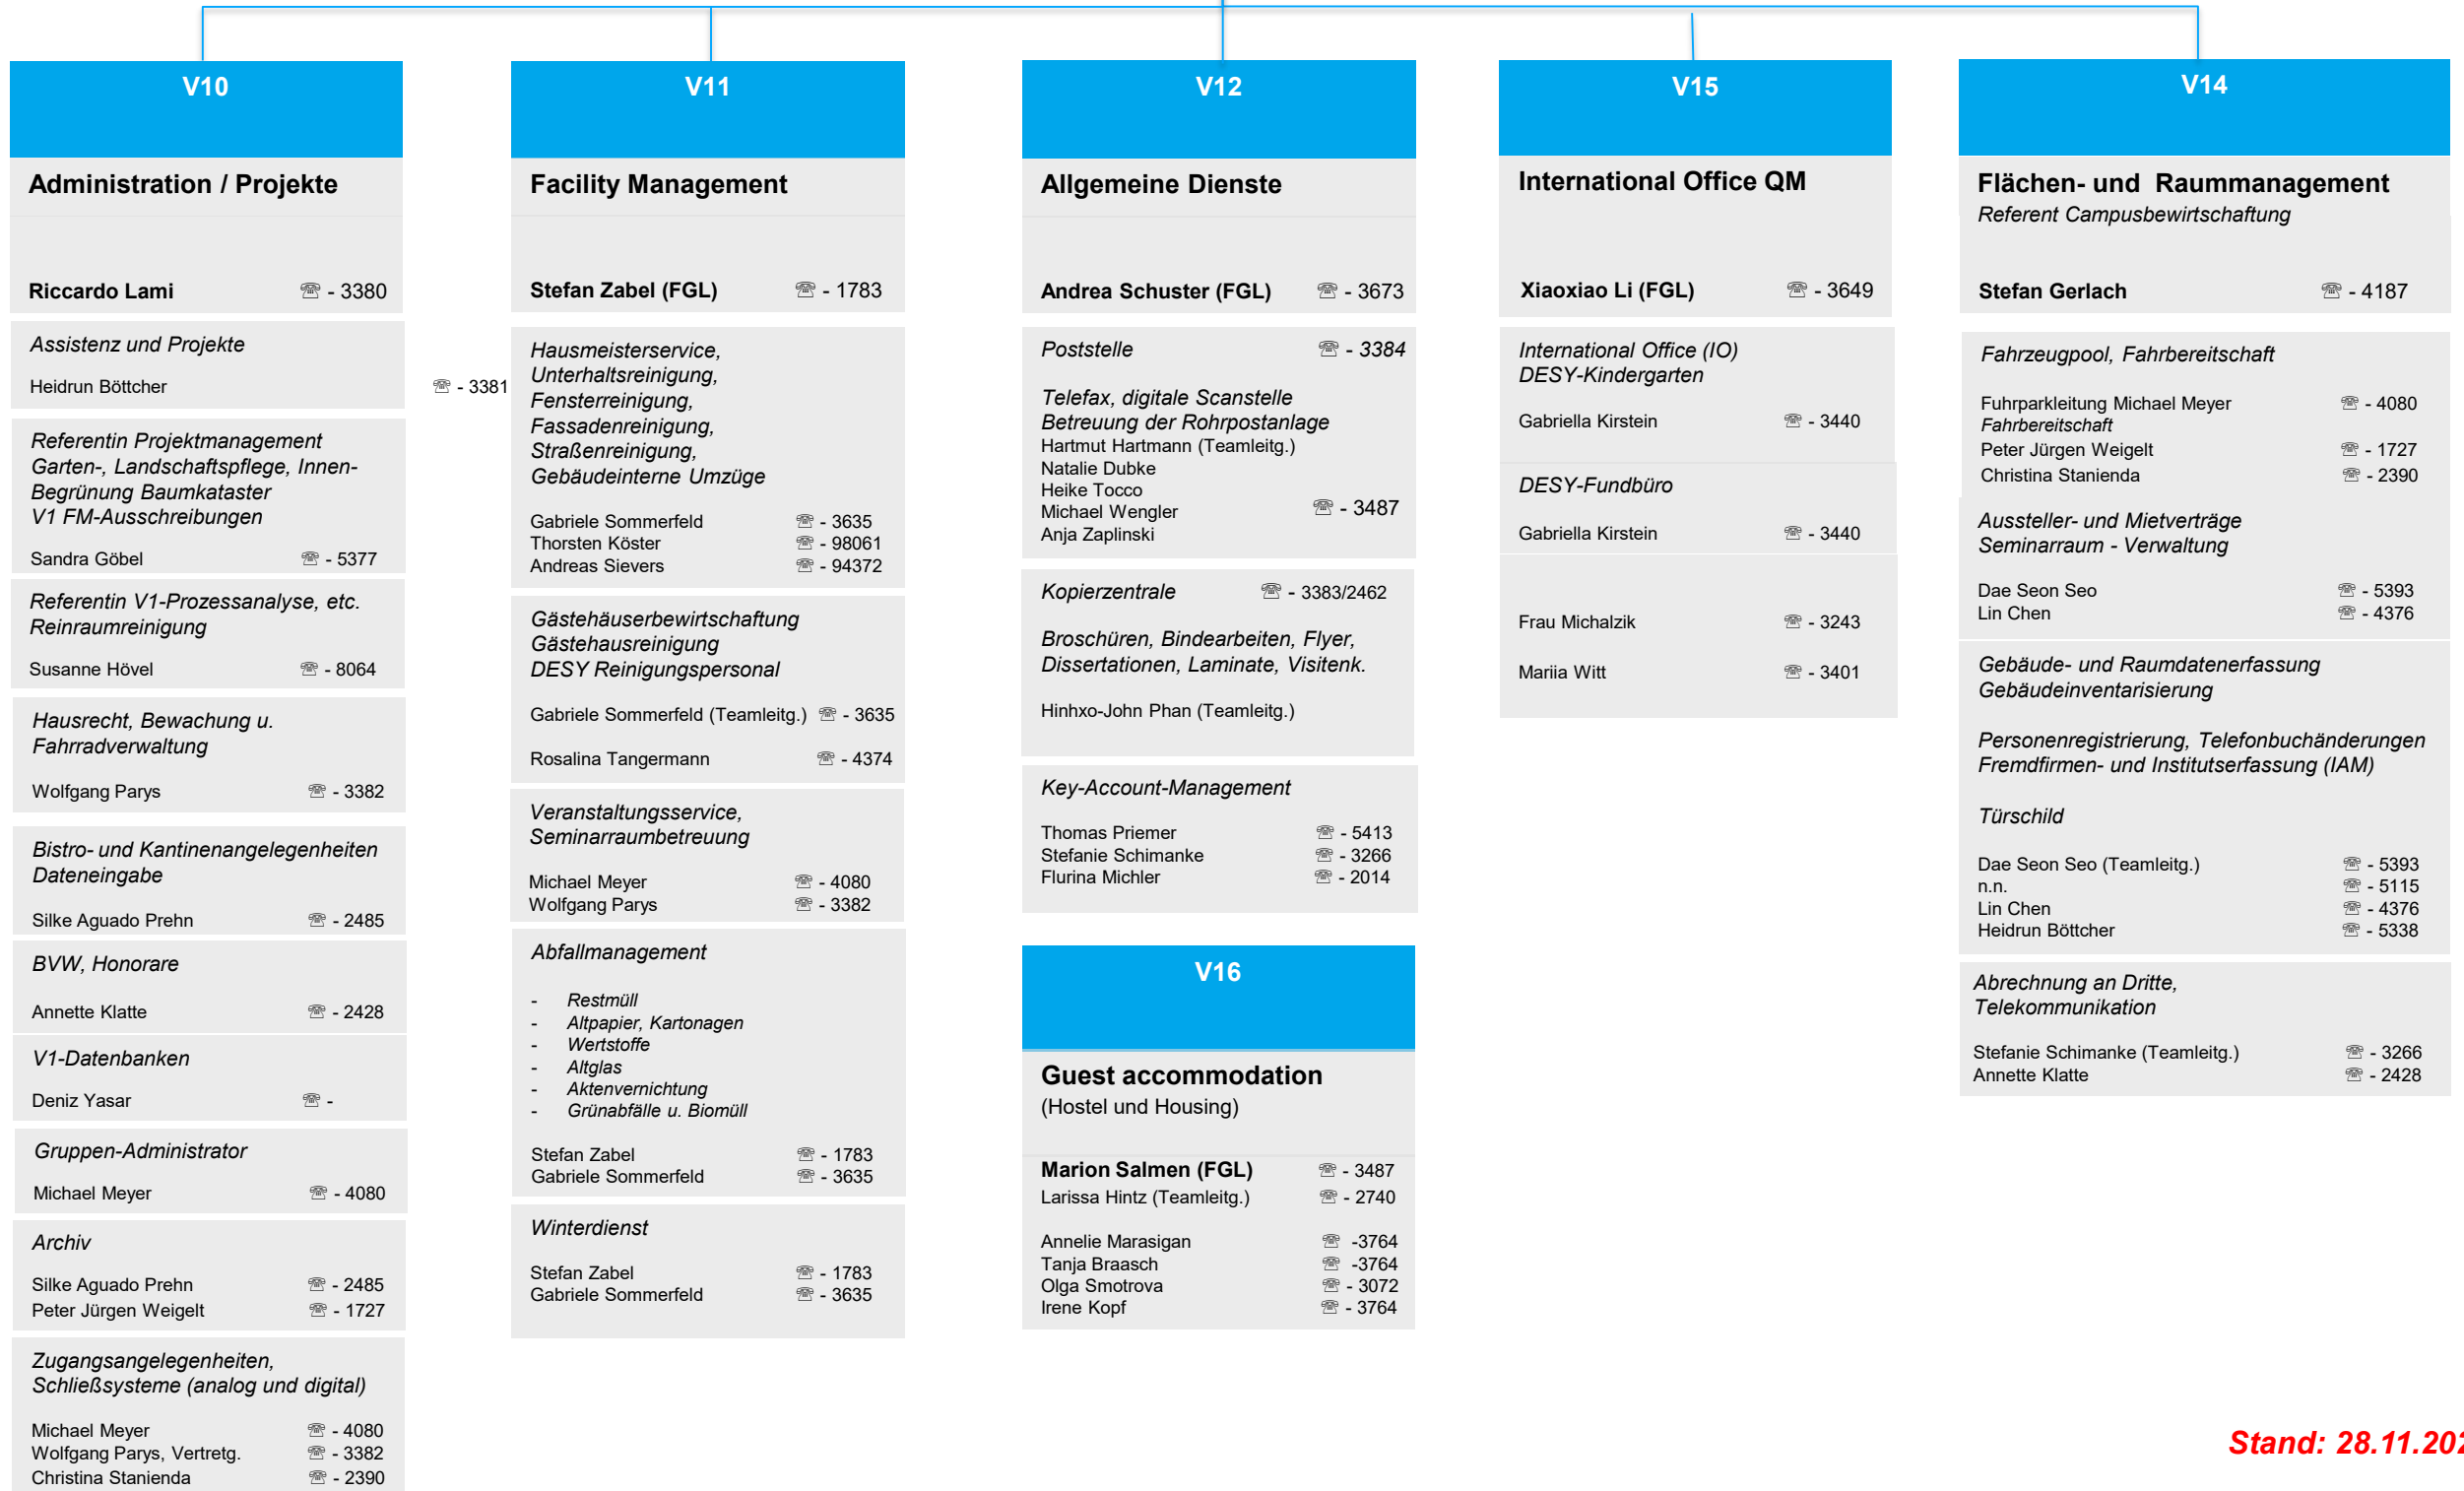 V10
Administration / Projekte
Riccardo Lami ☏ - 3380
Assistenz und Projekte
Heidrun Böttcher ☏ - 3381
Referentin Projektmanagement
Garten-, Landschaftspflege, Innen-
Begrünung Baumkataster
V1 FM-Ausschreibungen
Sandra Göbel ☏ - 5377
Referentin V1-Prozessanalyse, etc.
Reinraumreinigung
Susanne Hövel ☏ - 8064
Hausrecht, Bewachung u.
Fahrradverwaltung
Wolfgang Parys ☏ - 3382
Bistro- und Kantinenangelegenheiten
Dateneingabe
Silke Aguado Prehn ☏ - 2485
BVW, Honorare
Annette Klatte ☏ - 2428
V1-Datenbanken
Deniz Yasar ☏ -
Gruppen-Administrator
Michael Meyer ☏ - 4080
Archiv
Silke Aguado Prehn ☏ - 2485
Peter Jürgen Weigelt ☏ - 1727
Zugangsangelegenheiten,
Schließsysteme (analog und digital)
Michael Meyer ☏ - 4080
Wolfgang Parys, Vertretg. ☏ - 3382
Christina Stanienda ☏ - 2390
V11
Facility Management
Stefan Zabel (FGL) ☏ - 1783
Hausmeisterservice,
Unterhaltsreinigung,
Fensterreinigung,
Fassadenreinigung,
Straßenreinigung,
Gebäudeinterne Umzüge
Gabriele Sommerfeld ☏ - 3635
Thorsten Köster ☏ - 98061
Andreas Sievers ☏ - 94372
Gästehäuserbewirtschaftung
Gästehausreinigung
DESY Reinigungspersonal
Gabriele Sommerfeld (Teamleitg.) ☏ - 3635
Rosalina Tangermann ☏ - 4374
Veranstaltungsservice,
Seminarraumbetreuung
Michael Meyer ☏ - 4080
Wolfgang Parys ☏ - 3382
Abfallmanagement
- Restmüll
- Altpapier, Kartonagen
- Wertstoffe
- Altglas
- Aktenvernichtung
- Grünabfälle u. Biomüll
Stefan Zabel ☏ - 1783
Gabriele Sommerfeld ☏ - 3635
Winterdienst
Stefan Zabel ☏ - 1783
Gabriele Sommerfeld ☏ - 3635
V12
Allgemeine Dienste
Andrea Schuster (FGL) ☏ - 3673
Poststelle ☏ - 3384
Telefax, digitale Scanstelle
Betreuung der Rohrpostanlage
Hartmut Hartmann (Teamleitg.)
Natalie Dubke
Heike Tocco
Michael Wengler ☏ - 3487
Anja Zaplinski
Kopierzentrale ☏ - 3383/2462
Broschüren, Bindearbeiten, Flyer,
Dissertationen, Laminate, Visitenk.
Hinhxo-John Phan (Teamleitg.)
Key-Account-Management
Thomas Priemer ☏ - 5413
Stefanie Schimanke ☏ - 3266
Flurina Michler ☏ - 2014
V16
Guest accommodation
(Hostel und Housing)
Marion Salmen (FGL) ☏ - 3487
Larissa Hintz (Teamleitg.) ☏ - 2740
Annelie Marasigan ☏ -3764
Tanja Braasch ☏ -3764
Olga Smotrova ☏ - 3072
Irene Kopf ☏ - 3764
V15
International Office QM
Xiaoxiao Li (FGL) ☏ - 3649
International Office (IO)
DESY-Kindergarten
Gabriella Kirstein ☏ - 3440
DESY-Fundbüro
Gabriella Kirstein ☏ - 3440
Frau Michalzik ☏ - 3243
Mariia Witt ☏ - 3401
V14
Flächen- und Raummanagement
Referent Campusbewirtschaftung
Stefan Gerlach ☏ - 4187
Fahrzeugpool, Fahrbereitschaft
Fuhrparkleitung Michael Meyer ☏ - 4080
Fahrbereitschaft
Peter Jürgen Weigelt ☏ - 1727
Christina Stanienda ☏ - 2390
Aussteller- und Mietverträge
Seminarraum - Verwaltung
Dae Seon Seo ☏ - 5393
Lin Chen ☏ - 4376
Gebäude- und Raumdatenerfassung
Gebäudeinventarisierung
Personenregistrierung, Telefonbuchänderungen
Fremdfirmen- und Institutserfassung (IAM)
Türschild
Dae Seon Seo (Teamleitg.) ☏ - 5393
n.n. ☏ - 5115
Lin Chen ☏ - 4376
Heidrun Böttcher ☏ - 5338
Abrechnung an Dritte,
Telekommunikation
Stefanie Schimanke (Teamleitg.) ☏ - 3266
Annette Klatte ☏ - 2428
Stand: 28.11.202